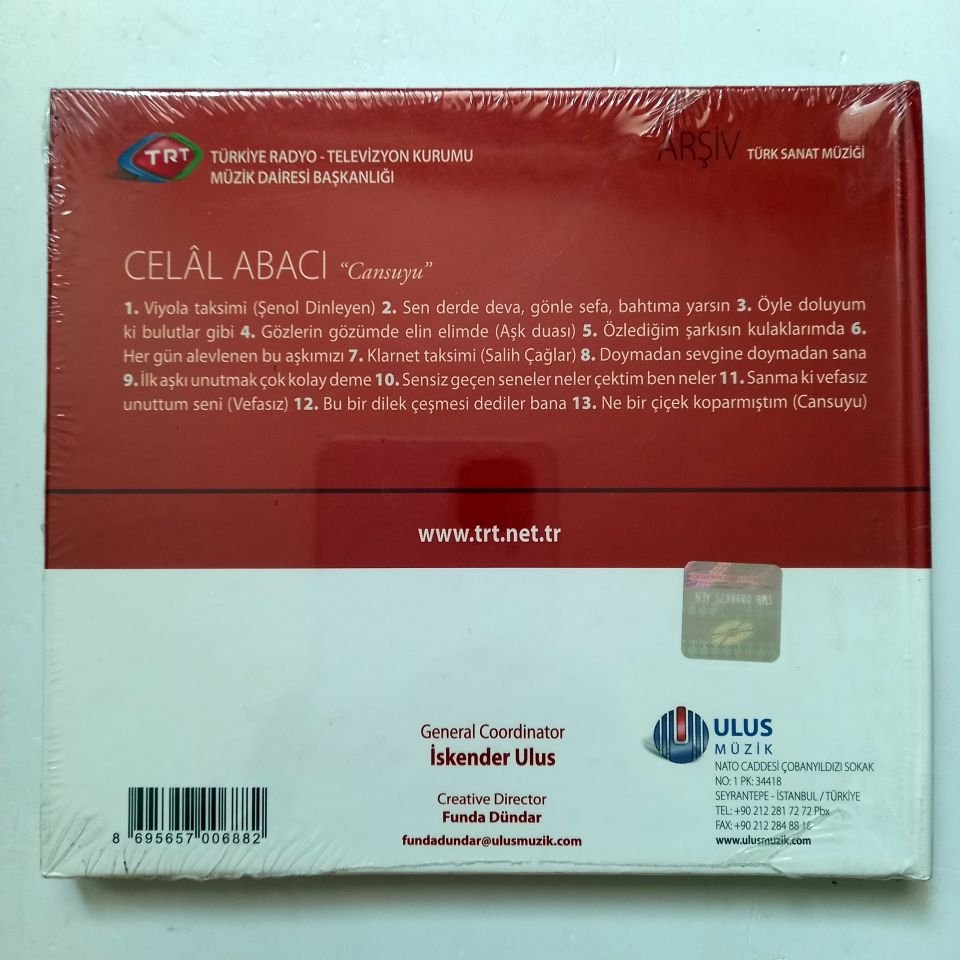 TRT
TÜRKİYE RADYO - TELEVİZYON KURUMU
MÜZİK DAİRESİ BAŞKANLIĞI
ARŞİV TÜRK SANAT MÜZİĞİ
CELÂL ABACI “Cansuyu”
1. Viyola taksimi (Şenol Dinleyen) 2. Sen derde deva, gönle sefa, bahtıma yarsın 3. Öyle doluyum
ki bulutlar gibi 4. Gözlerin gözümde elin elimde (Aşk duası) 5. Özlediğim şarkısın kulaklarımda 6.
Her gün alevlenen bu aşkımızı 7. Klarnet taksimi (Salih Çağlar) 8. Doymadan sevgine doymadan sana
9. İlk aşkı unutmak çok kolay deme 10. Sensiz geçen seneler neler çektim ben neler 11. Sanma ki vefasız
unuttum seni (Vefasız) 12. Bu bir dilek çeşmesi dediler bana 13. Ne bir çiçek koparmıştım (Cansuyu)
www.trt.net.tr
General Coordinator
İskender Ulus
Creative Director
Funda Dündar
fundadundar@ulusmuzik.com
8 695657 006882
ULUS
MÜZİK
NATO CADDESİ ÇOBANYILDIZI SOKAK
NO: 1 PK: 34418
SEYRANTEPE - İSTANBUL / TÜRKİYE
TEL: +90 212 281 72 72 Pbx
FAX: +90 212 284 88
www.ulusmuzik.com